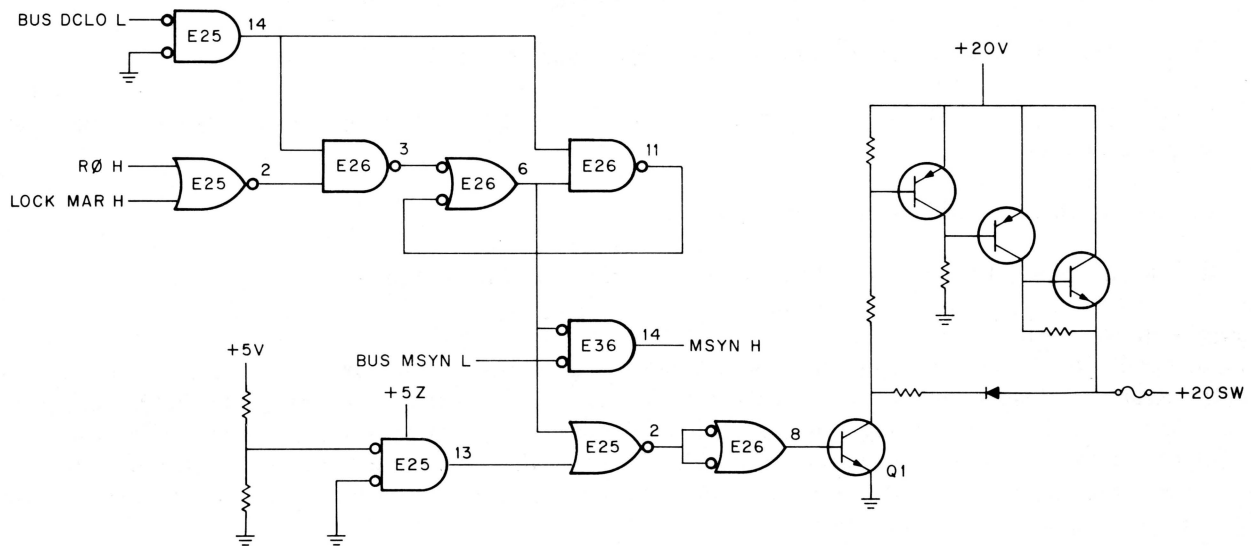 BUS DCLO L
E25
14
+20V
RØ H
LOCK MAR H
E25
2
E26
3
E26
6
E26
11
BUS MSYN L
E36
14
MSYN H
+5V
+5Z
E25
13
E25
2
E26
8
Q1
+20SW